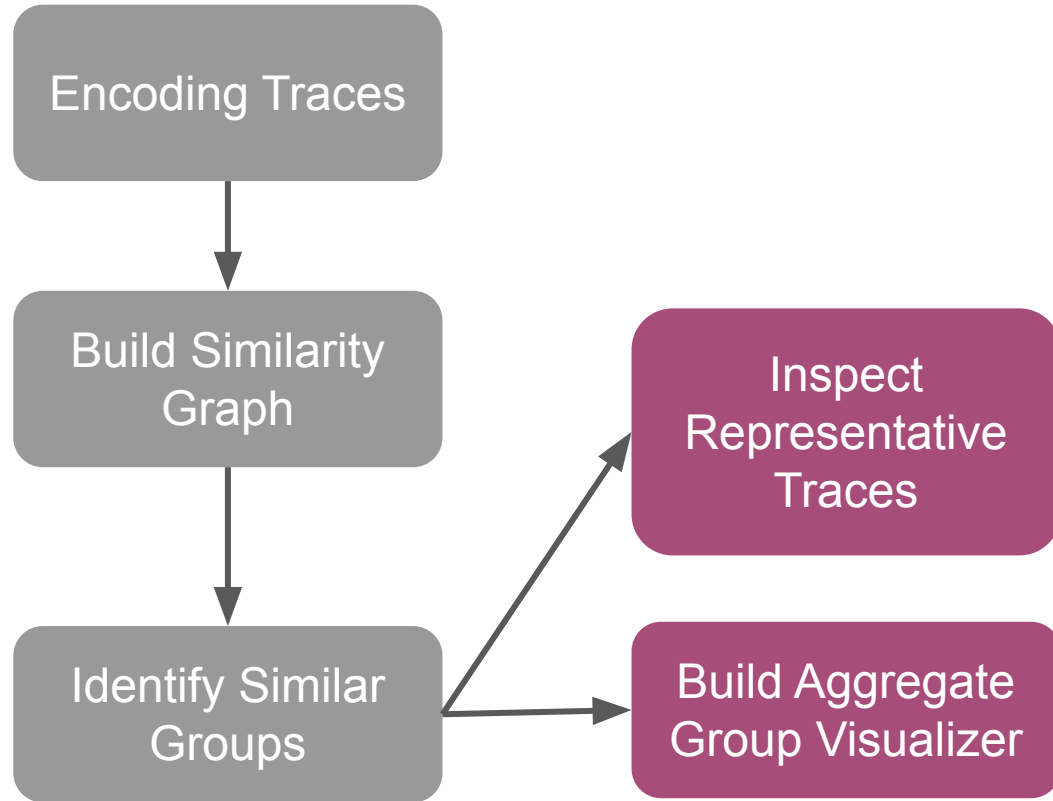 Encoding Traces
Build Similarity
Graph
Identify Similar
Groups
Inspect
Representative
Traces
Build Aggregate
Group Visualizer